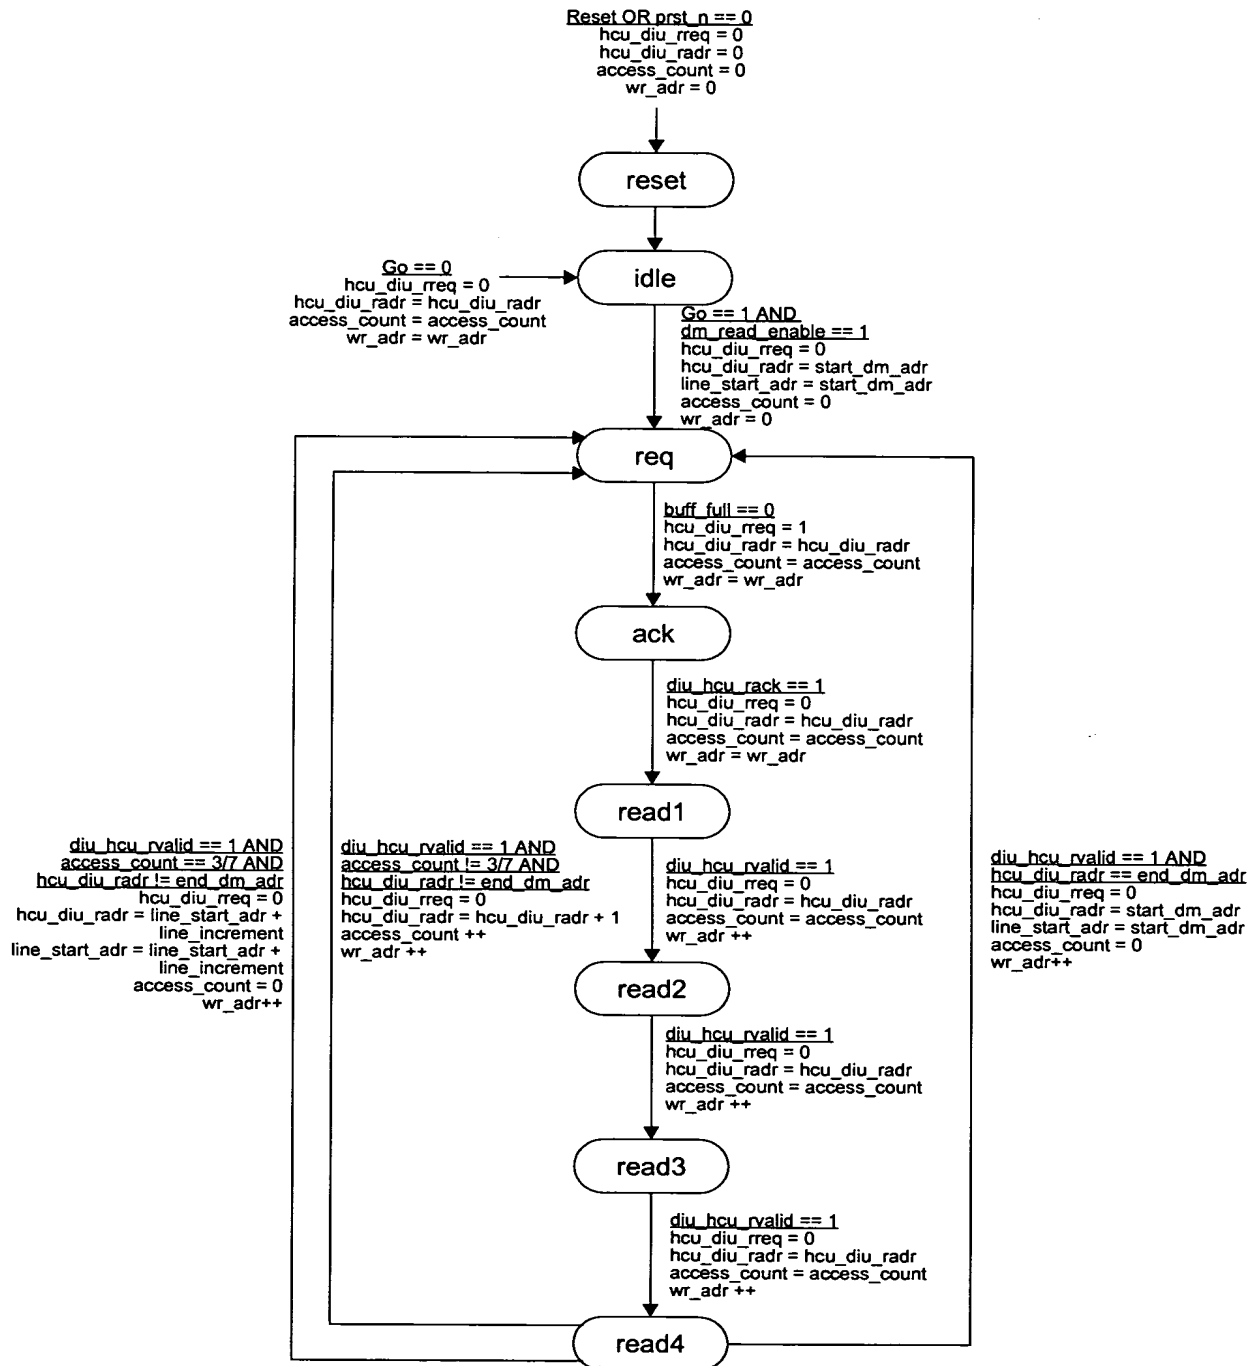 Reset OR prst_n == 0
hcu_diu_rreq = 0
hcu_diu_radr = 0
access_count = 0
wr_adr = 0
reset
idle
Go == 0
hcu_diu_rreq = 0
hcu_diu_radr = hcu_diu_radr
access_count = access_count
wr_adr = wr_adr
Go == 1 AND
dm_read_enable == 1
hcu_diu_rreq = 0
hcu_diu_radr = start_dm_adr
line_start_adr = start_dm_adr
access_count = 0
wr_adr = 0
req
buff_full == 0
hcu_diu_rreq = 1
hcu_diu_radr = hcu_diu_radr
access_count = access_count
wr_adr = wr_adr
ack
diu_hcu_rack == 1
hcu_diu_rreq = 0
hcu_diu_radr = hcu_diu_radr
access_count = access_count
wr_adr = wr_adr
read1
diu_hcu_rvalid == 1 AND
access_count == 3/7 AND
hcu_diu_radr != end_dm_adr
hcu_diu_rreq = 0
hcu_diu_radr = line_start_adr +
line_increment
line_start_adr = line_start_adr +
line_increment
access_count = 0
wr_adr++
diu_hcu_rvalid == 1 AND
access_count != 3/7 AND
hcu_diu_radr != end_dm_adr
hcu_diu_rreq = 0
hcu_diu_radr = hcu_diu_radr + 1
access_count ++
wr_adr ++
diu_hcu_rvalid == 1
hcu_diu_rreq = 0
hcu_diu_radr = hcu_diu_radr
access_count = access_count
wr_adr ++
diu_hcu_rvalid == 1 AND
hcu_diu_radr == end_dm_adr
hcu_diu_rreq = 0
hcu_diu_radr = start_dm_adr
line_start_adr = start_dm_adr
access_count = 0
wr_adr++
read2
diu_hcu_rvalid == 1
hcu_diu_rreq = 0
hcu_diu_radr = hcu_diu_radr
access_count = access_count
wr_adr ++
read3
diu_hcu_rvalid == 1
hcu_diu_rreq = 0
hcu_diu_radr = hcu_diu_radr
access_count = access_count
wr_adr ++
read4